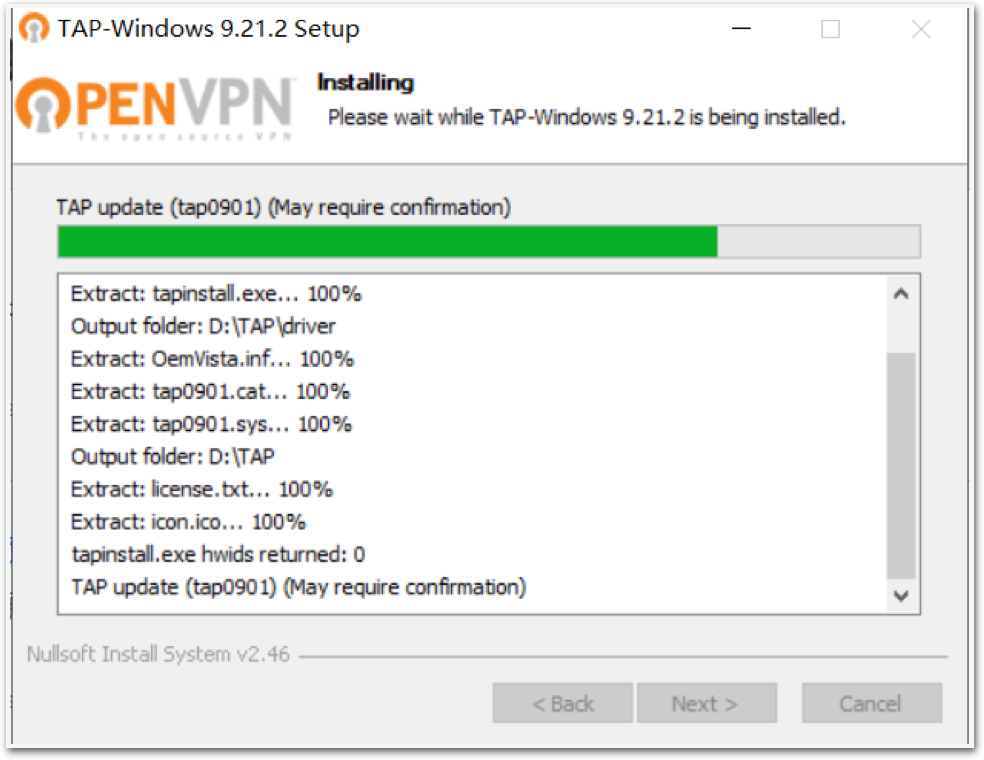 TAP-Windows 9.21.2 Setup
OPENVPN
The open source VPN
Installing
Please wait while TAP-Windows 9.21.2 is being installed.
TAP update (tap0901) (May require confirmation)
Extract: tapinstall.exe... 100%
Output folder: D:\TAP\driver
Extract: OemVista.inf... 100%
Extract: tap0901.cat... 100%
Extract: tap0901.sys... 100%
Output folder: D:\TAP
Extract: license.txt... 100%
Extract: icon.ico... 100%
tapinstall.exe hwids returned: 0
TAP update (tap0901) (May require confirmation)
Nullsoft Install System v2.46
< Back Next > Cancel